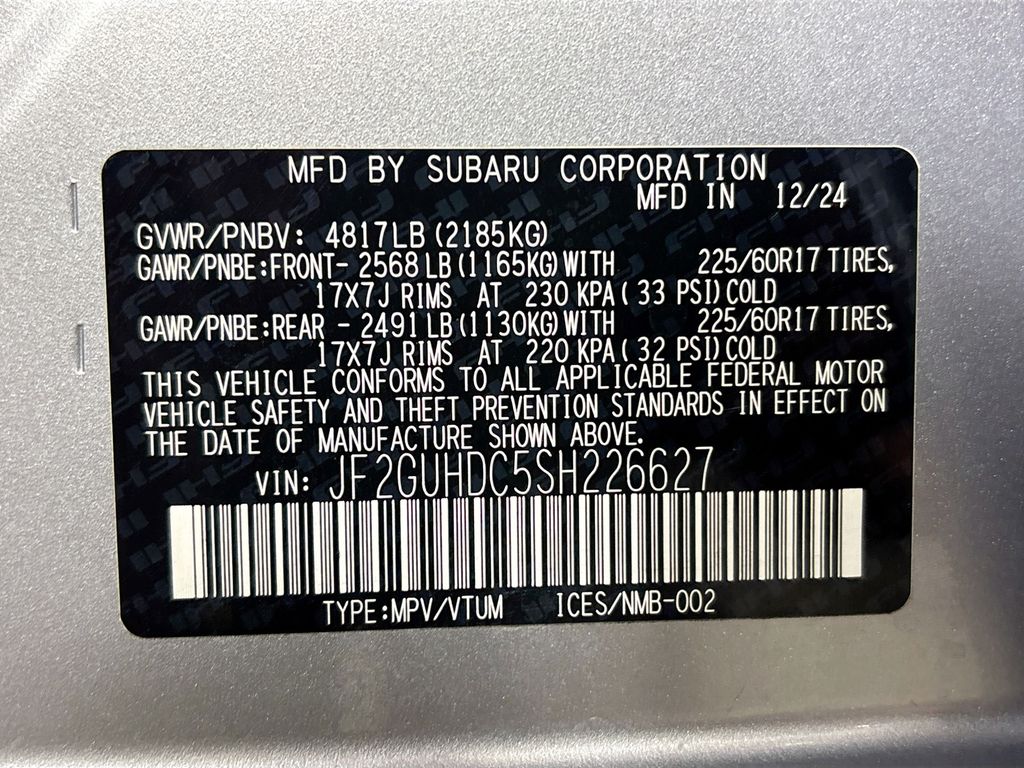 MFD BY SUBARU CORPORATION
MFD IN 12/24
GVWR/PNBV: 4817LB (2185KG)
GAWR/PNBE:FRONT- 2568 LB (1165KG) WITH 225/60R17 TIRES,
17X7J RIMS AT 230 KPA ( 33 PSI) COLD
GAWR/PNBE:REAR - 2491 LB (1130KG) WITH 225/60R17 TIRES,
17X7J RIMS AT 220 KPA ( 32 PSI) COLD
THIS VEHICLE CONFORMS TO ALL APPLICABLE FEDERAL MOTOR
VEHICLE SAFETY AND THEFT PREVENTION STANDARDS IN EFFECT ON
THE DATE OF MANUFACTURE SHOWN ABOVE.
VIN: JF2GUHDC5SH226627
TYPE:MPV/VTUM ICES/NMB-002